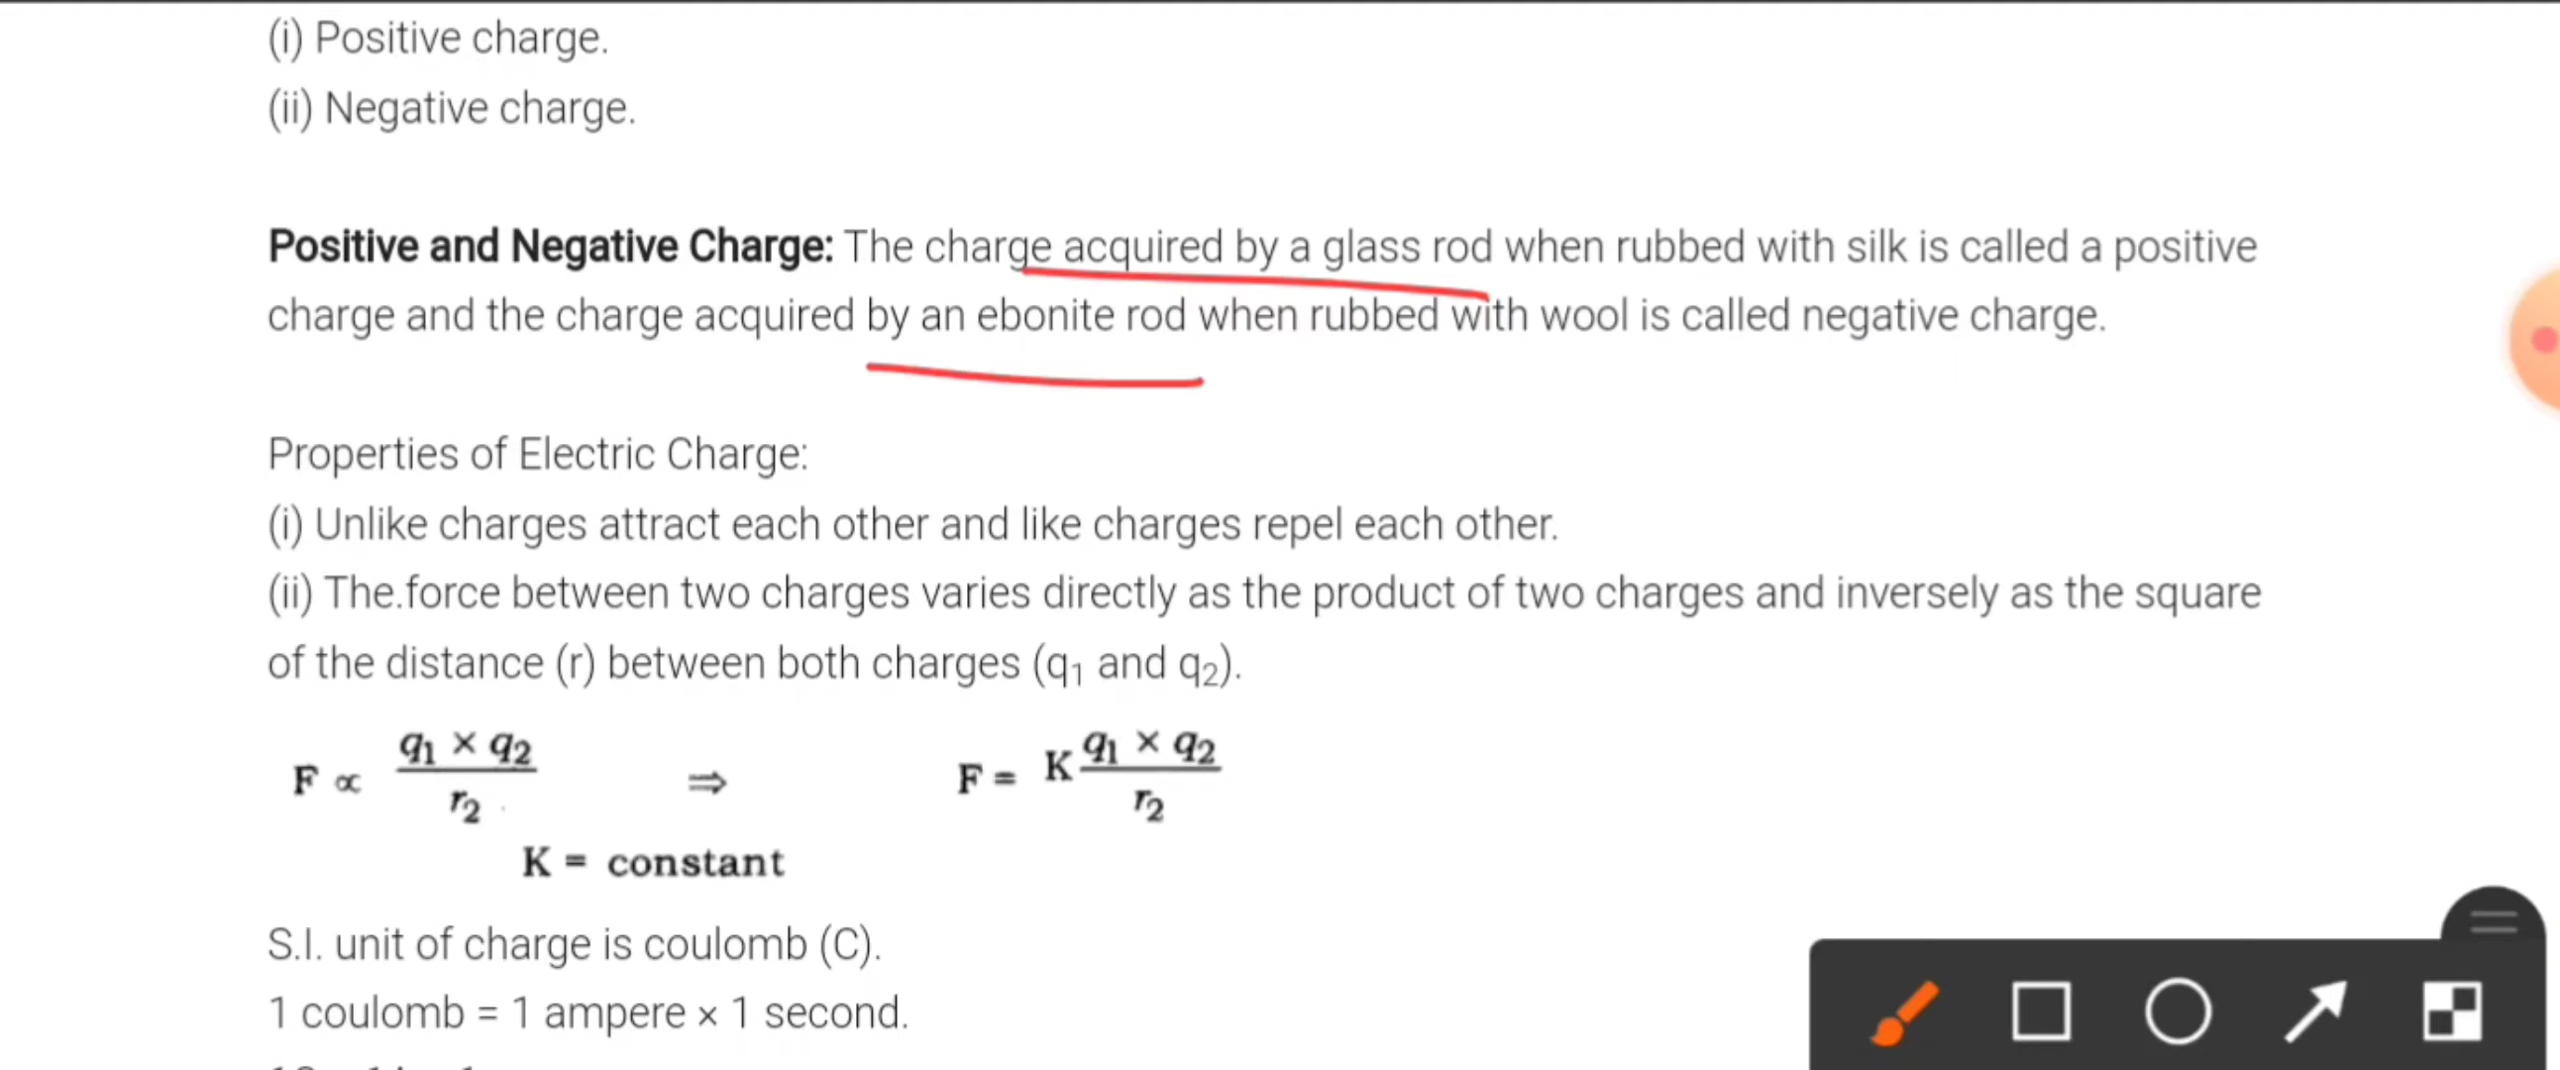 (i) Positive charge.
(ii) Negative charge.
Positive and Negative Charge: The charge acquired by a glass rod when rubbed with silk is called a positive
charge and the charge acquired by an ebonite rod when rubbed with wool is called negative charge.
Properties of Electric Charge:
(i) Unlike charges attract each other and like charges repel each other.
(ii) The.force between two charges varies directly as the product of two charges and inversely as the square
of the distance (r) between both charges (q₁ and q₂).
F ∝ q₁ × q₂ / r₂ ⇒ F = K q₁ × q₂ / r₂
K = constant
S.I. unit of charge is coulomb (C).
1 coulomb = 1 ampere × 1 second.